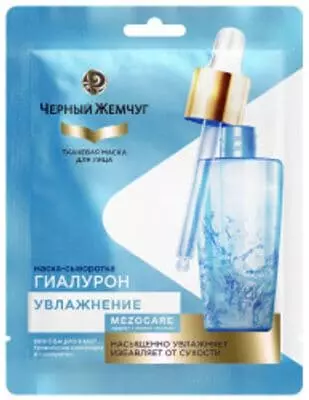 ЧЕРНЫЙ ЖЕМЧУГ
ТКАНЕВАЯ МАСКА
ДЛЯ ЛИЦА
маска-сыворотка
ГИАЛУРОН
УВЛАЖНЕНИЕ
MEZOCARE
НАСЫЩЕННО УВЛАЖНЯЕТ
ИЗБАВЛЯЕТ ОТ СУХОСТИ